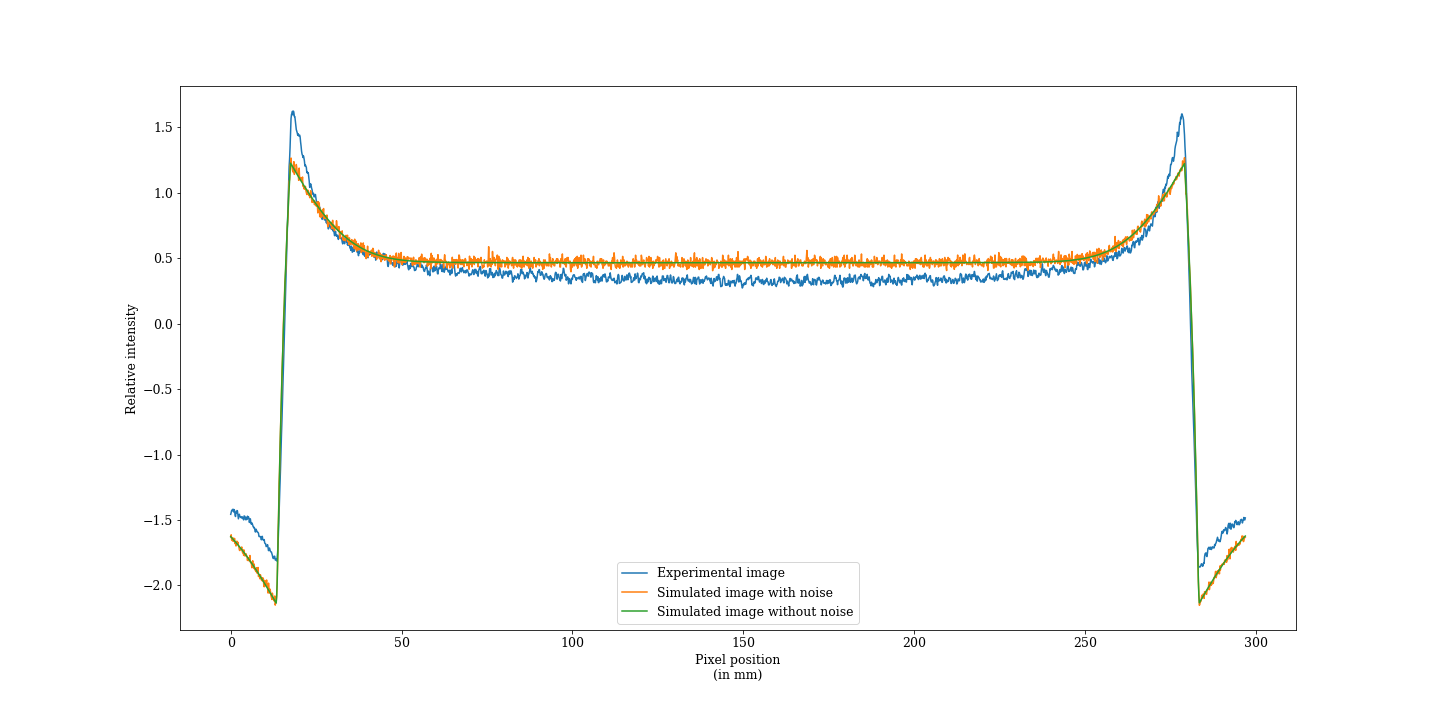 1.5
1.0
0.5
0.0
−0.5
−1.0
−1.5
−2.0
Relative intensity
Experimental image
Simulated image with noise
Simulated image without noise
0 50 100 150 200 250 300
Pixel position
(in mm)